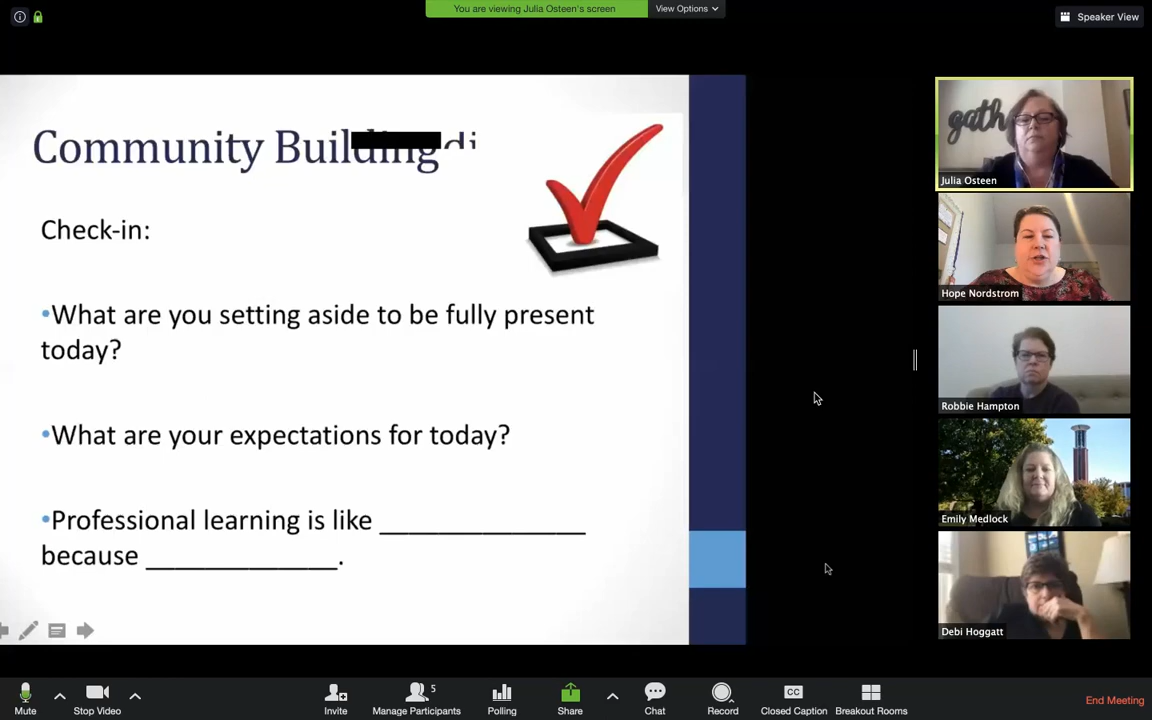 You are viewing Julia Osteen's screen
View Options
Speaker View
Community Building
Check-in:
•What are you setting aside to be fully present
today?
•What are your expectations for today?
•Professional learning is like _______________
because ______________.
gath
Julia Osteen
Hope Nordstrom
Robbie Hampton
Emily Medlock
Debi Hoggatt
Mute
Stop Video
Invite
5
Manage Participants
Polling
Share
Chat
Record
CC
Closed Caption
Breakout Rooms
End Meeting